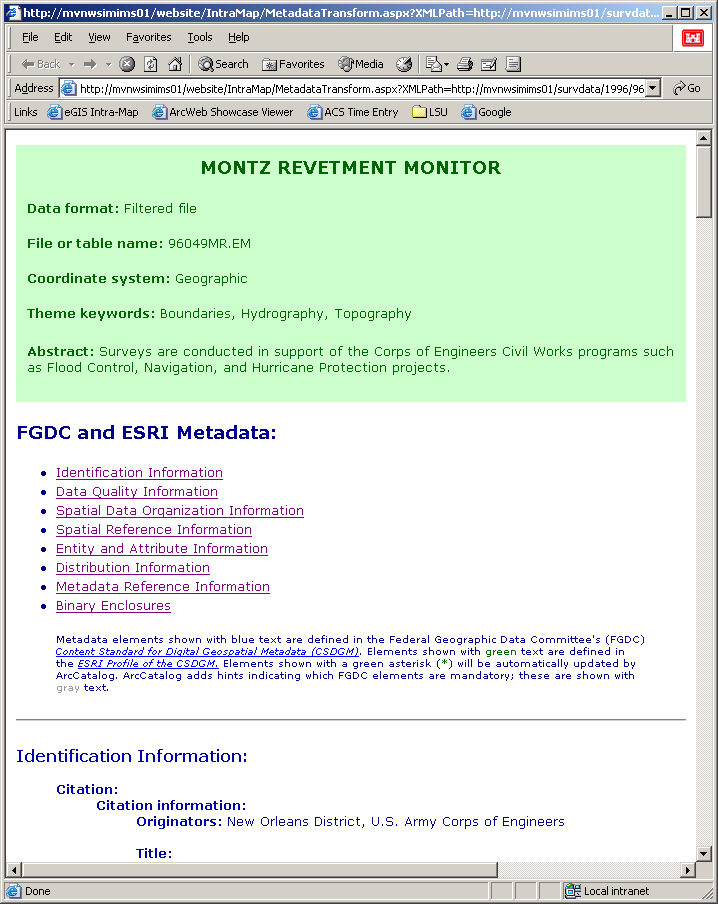 http://mvnwsimims01/website/IntraMap/MetadataTransform.aspx?XMLPath=http://mvnwsimims01/survdat...
File Edit View Favorites Tools Help
Back Search Favorites Media
Address http://mvnwsimims01/website/IntraMap/MetadataTransform.aspx?XMLPath=http://mvnwsimims01/survdata/1996/96 Go
Links eGIS Intra-Map ArcWeb Showcase Viewer ACS Time Entry LSU Google
MONTZ REVETMENT MONITOR
Data format: Filtered file
File or table name: 96049MR.EM
Coordinate system: Geographic
Theme keywords: Boundaries, Hydrography, Topography
Abstract: Surveys are conducted in support of the Corps of Engineers Civil Works programs such
as Flood Control, Navigation, and Hurricane Protection projects.
FGDC and ESRI Metadata:
• Identification Information
• Data Quality Information
• Spatial Data Organization Information
• Spatial Reference Information
• Entity and Attribute Information
• Distribution Information
• Metadata Reference Information
• Binary Enclosures
Metadata elements shown with blue text are defined in the Federal Geographic Data Committee's (FGDC)
Content Standard for Digital Geospatial Metadata (CSDGM). Elements shown with green text are defined in
the ESRI Profile of the CSDGM. Elements shown with a green asterisk (*) will be automatically updated by
ArcCatalog. ArcCatalog adds hints indicating which FGDC elements are mandatory; these are shown with
gray text.
Identification Information:
Citation:
Citation information:
Originators: New Orleans District, U.S. Army Corps of Engineers
Title:
Done Local intranet